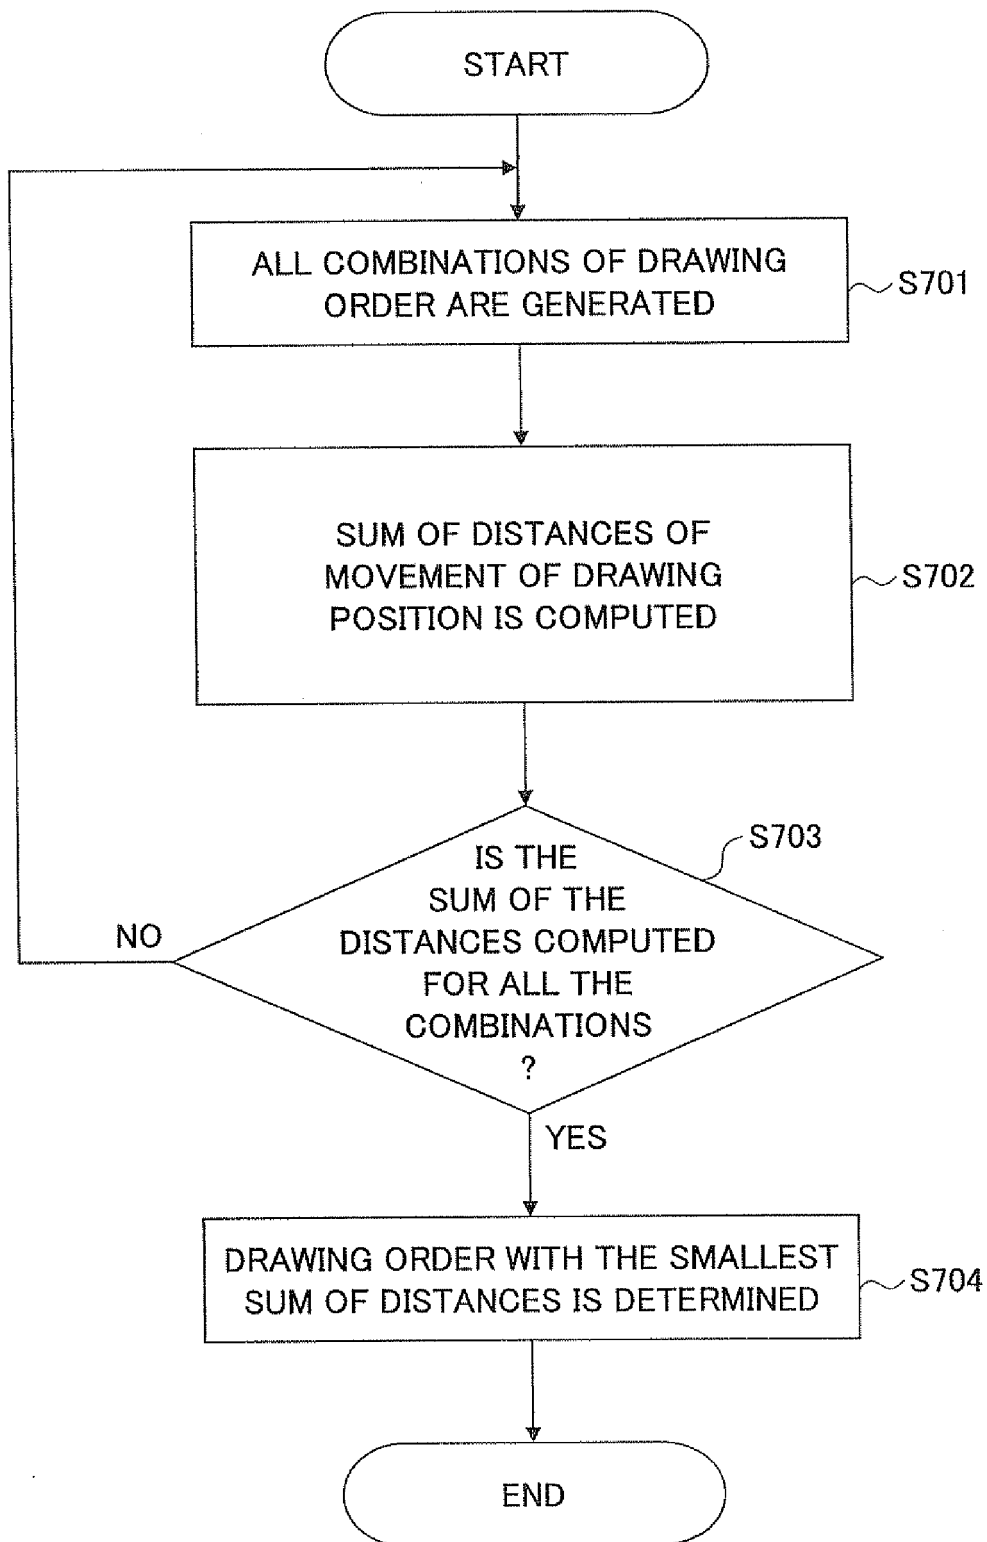 START
ALL COMBINATIONS OF DRAWING
ORDER ARE GENERATED
S701
SUM OF DISTANCES OF
MOVEMENT OF DRAWING
POSITION IS COMPUTED
S702
S703
IS THE
SUM OF THE
DISTANCES COMPUTED
FOR ALL THE
COMBINATIONS
?
NO
YES
DRAWING ORDER WITH THE SMALLEST
SUM OF DISTANCES IS DETERMINED
S704
END